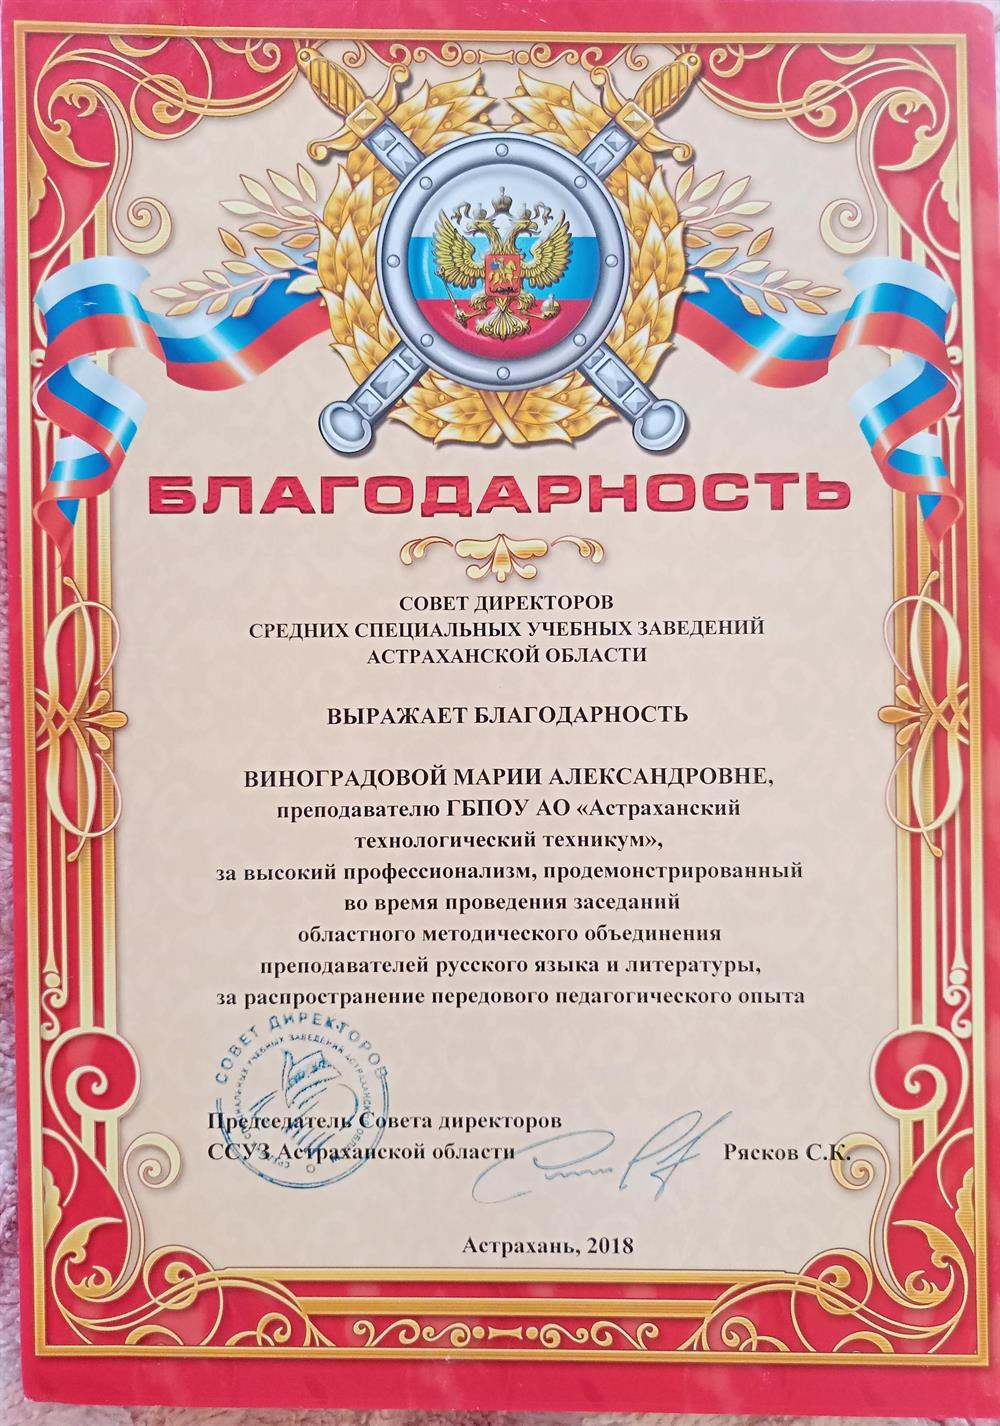 БЛАГОДАРНОСТЬ
СОВЕТ ДИРЕКТОРОВ
СРЕДНИХ СПЕЦИАЛЬНЫХ УЧЕБНЫХ ЗАВЕДЕНИЙ
АСТРАХАНСКОЙ ОБЛАСТИ
ВЫРАЖАЕТ БЛАГОДАРНОСТЬ
ВИНОГРАДОВОЙ МАРИИ АЛЕКСАНДРОВНЕ,
преподавателю ГБПОУ АО «Астраханский
технологический техникум»,
за высокий профессионализм, продемонстрированный
во время проведения заседаний
областного методического объединения
преподавателей русского языка и литературы,
за распространение передового педагогического опыта
СОВЕТ ДИРЕКТОРОВ
Председатель Совета директоров
ССУЗ Астраханской области Рясков С.К.
Астрахань, 2018